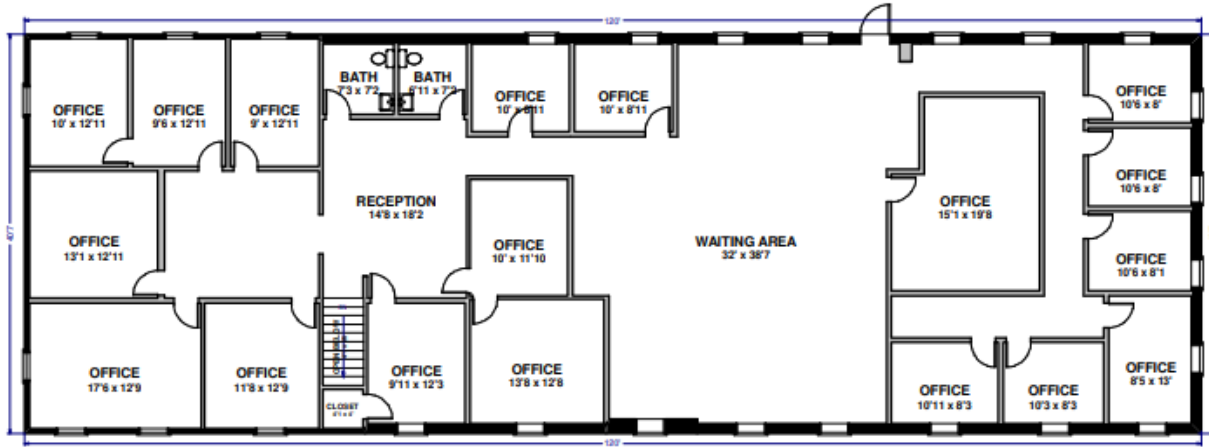 120'
OFFICE
10' x 12'11
OFFICE
9'6 x 12'11
OFFICE
9' x 12'11
BATH
7'3 x 7'2
BATH
6'11 x 7'2
OFFICE
10' x 8'11
OFFICE
10' x 8'11
OFFICE
10'6 x 8'
OFFICE
10'6 x 8'
40'7
RECEPTION
14'8 x 18'2
OFFICE
15'1 x 19'8
OFFICE
13'1 x 12'11
OFFICE
10' x 11'10
WAITING AREA
32' x 38'7
OFFICE
10'6 x 8'1
OFFICE
17'6 x 12'9
OFFICE
11'8 x 12'9
OPEN BELOW
OFFICE
9'11 x 12'3
OFFICE
13'8 x 12'8
OFFICE
8'5 x 13'
OFFICE
10'11 x 8'3
OFFICE
10'3 x 8'3
CLOSET
120'